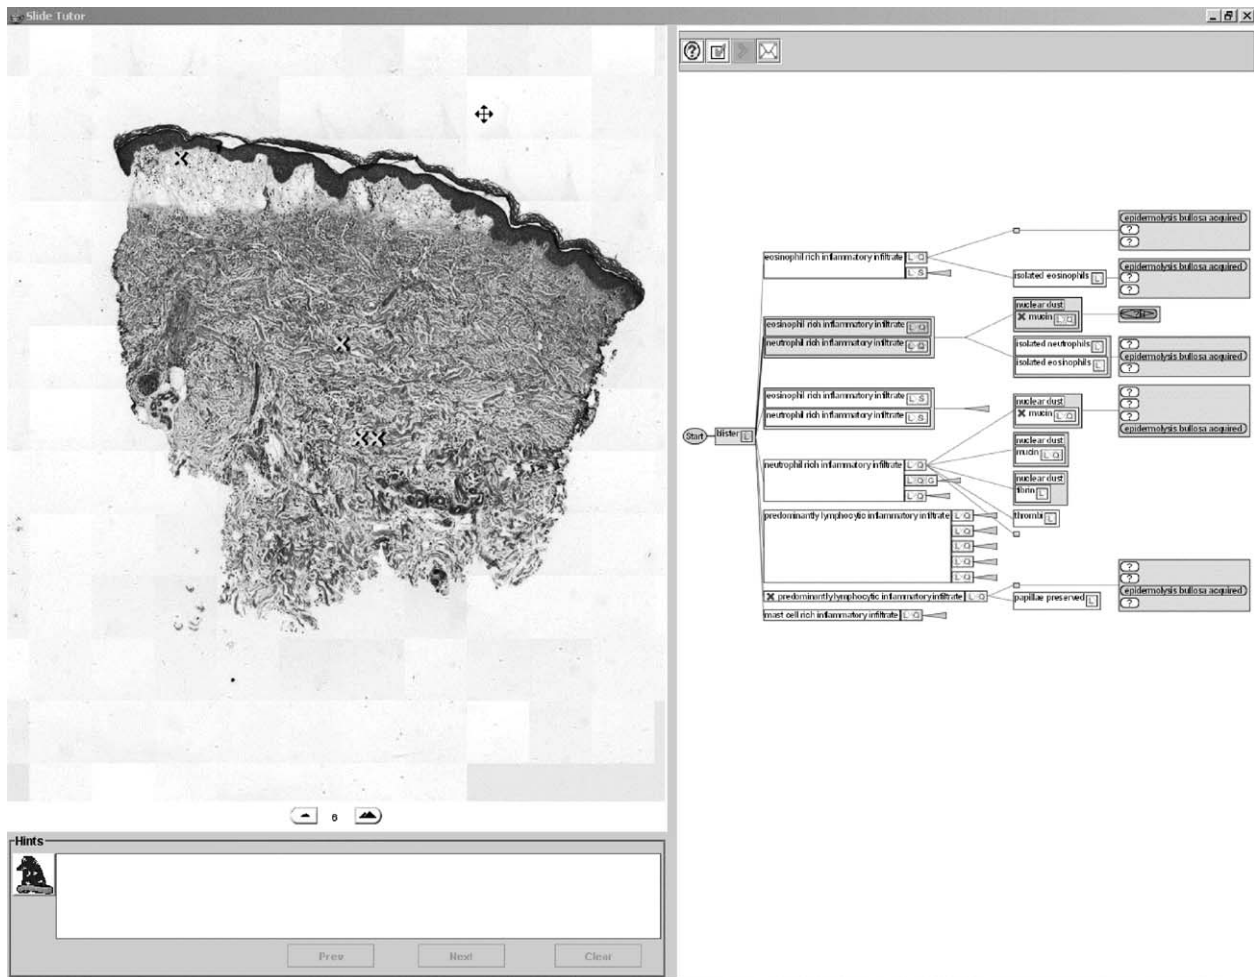 Slide Tutor
6
Hints
Prev
Next
Clear
Start
blister L
eosinophil rich inflammatory infiltrate L Q
L S
epidermolysis bullosa acquired
?
?
isolated eosinophils L
epidermolysis bullosa acquired
?
?
eosinophil rich inflammatory infiltrate L Q
neutrophil rich inflammatory infiltrate L Q
nuclear dust
mucin L Q
isolated neutrophils L
isolated eosinophils L
?
epidermolysis bullosa acquired
?
eosinophil rich inflammatory infiltrate L S
neutrophil rich inflammatory infiltrate L S
neutrophil rich inflammatory infiltrate L Q
L Q
L Q
nuclear dust
mucin L Q
?
?
?
epidermolysis bullosa acquired
nuclear dust
mucin L Q
nuclear dust
fibrin L
thrombi L
predominantly lymphocytic inflammatory infiltrate L Q
L Q
L Q
L Q
L Q
predominantly lymphocytic inflammatory infiltrate L Q
papillae preserved L
?
?
epidermolysis bullosa acquired
?
mast cell rich inflammatory infiltrate L Q